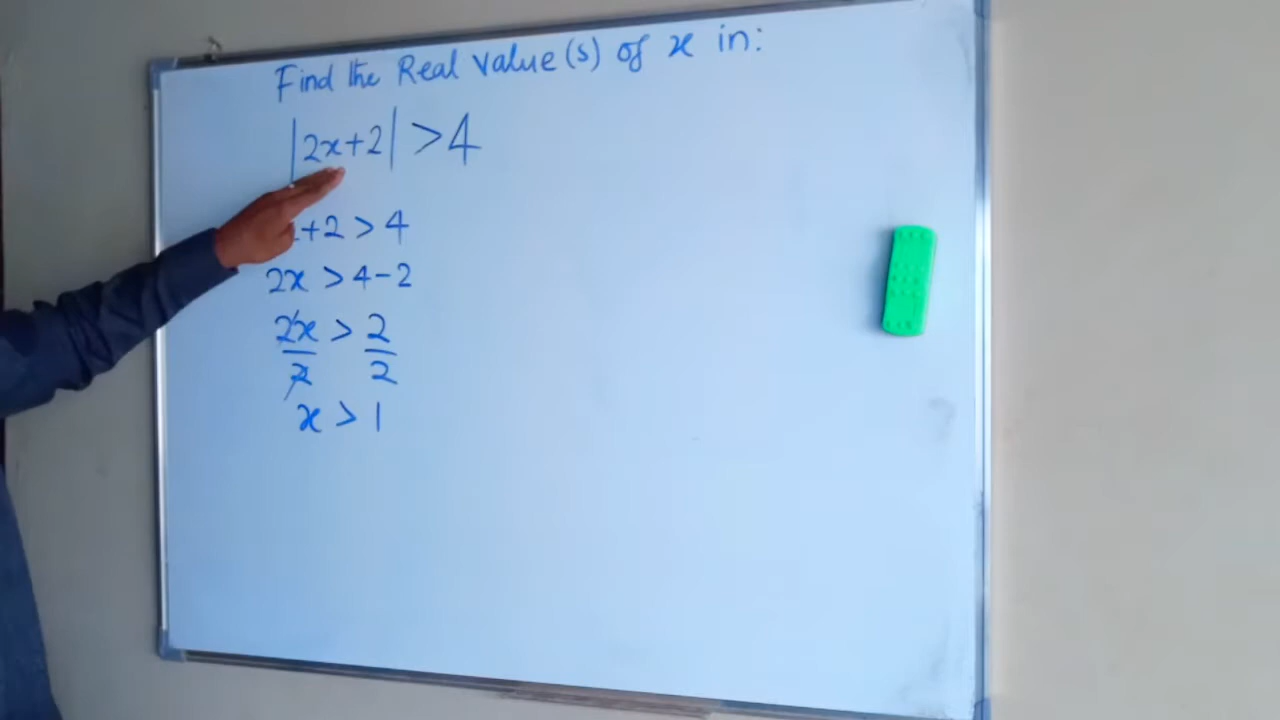 Find the Real value(s) of x in:
|2x+2| > 4
+2 > 4
2x > 4-2
2x/2 > 2/2
x > 1